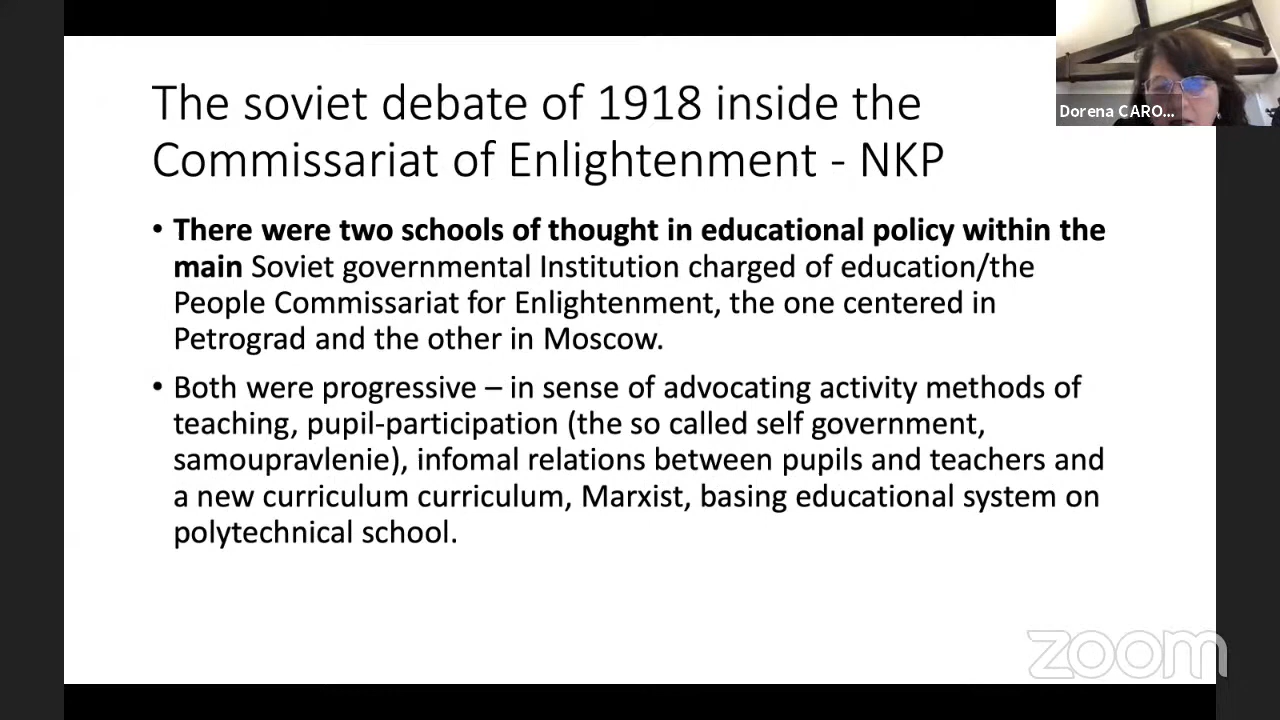 The soviet debate of 1918 inside the
Commissariat of Enlightenment - NKP
Dorena CARO...
• There were two schools of thought in educational policy within the
main Soviet governmental Institution charged of education/the
People Commissariat for Enlightenment, the one centered in
Petrograd and the other in Moscow.
• Both were progressive – in sense of advocating activity methods of
teaching, pupil-participation (the so called self government,
samoupravlenie), infomal relations between pupils and teachers and
a new curriculum curriculum, Marxist, basing educational system on
polytechnical school.
zoom